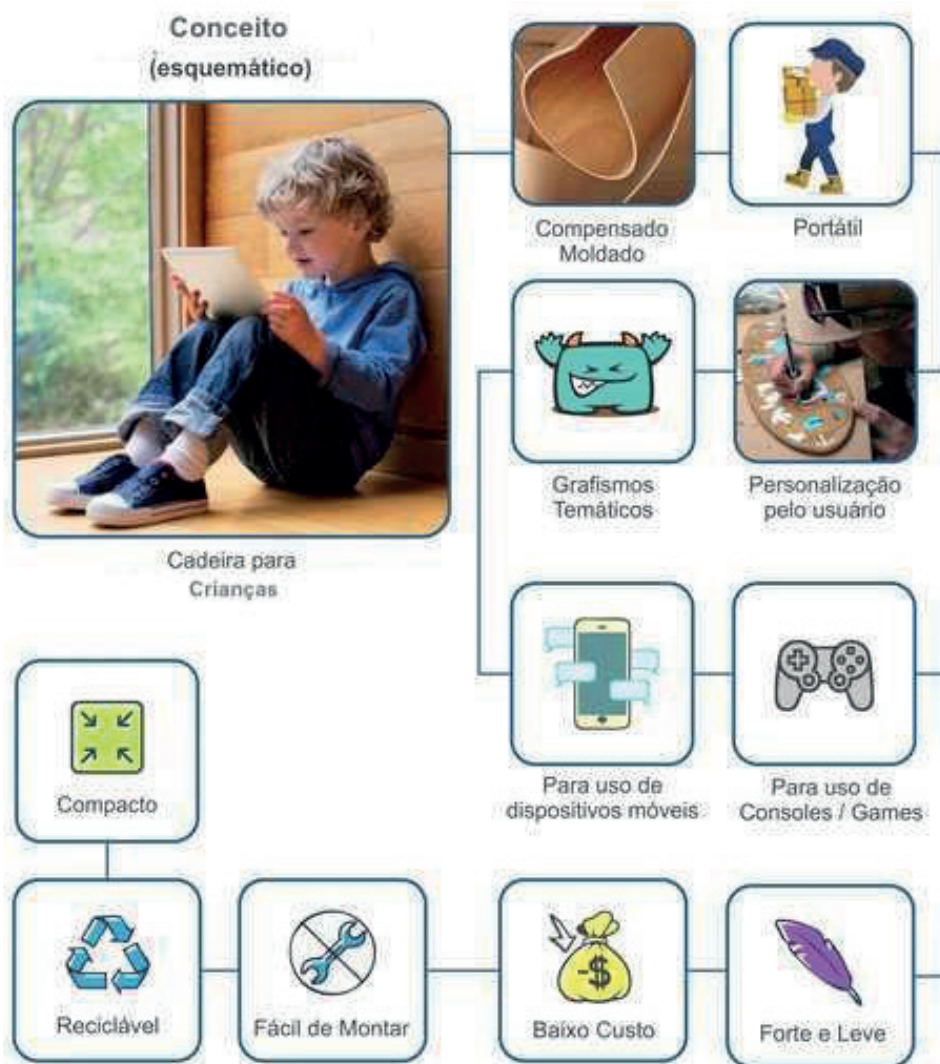 Conceito
(esquemático)
Cadeira para
Crianças
Compensado
Moldado
Portátil
Grafismos
Temáticos
Personalização
pelo usuário
Para uso de
dispositivos móveis
Para uso de
Consoles / Games
Compacto
Reciclável
Fácil de Montar
-$
Baixo Custo
Forte e Leve